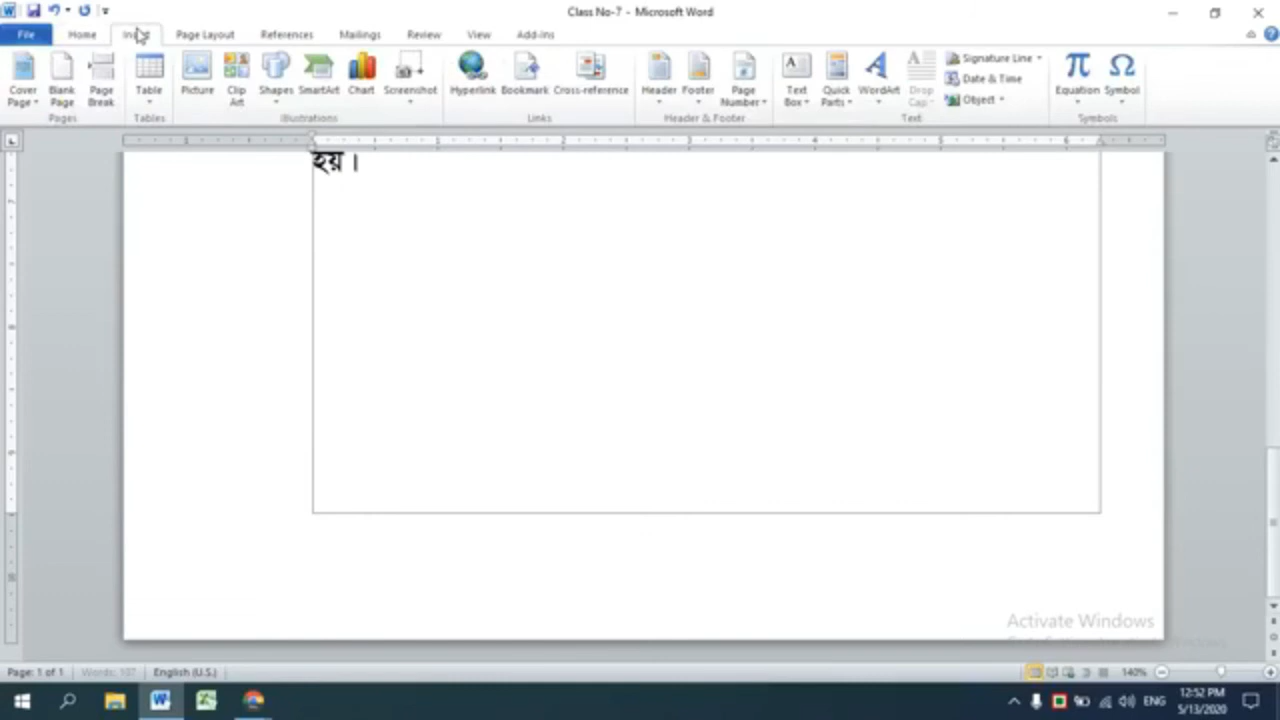 Class No-7 - Microsoft Word
File Home Page Layout References Mailings Review View Add-Ins
Cover Page Blank Page Page Break Table Picture Clip Art Shapes SmartArt Chart Screenshot Hyperlink Bookmark Cross-reference Header Footer Page Number Text Box Quick Parts WordArt Drop Cap Signature Line Date & Time Object Equation Symbol
Pages Tables Illustrations Links Header & Footer Text Symbols
হয়।
Activate Windows
Page: 1 of 1 Words: 107 English (U.S.) 140%
ENG 12:52 PM
5/13/2020